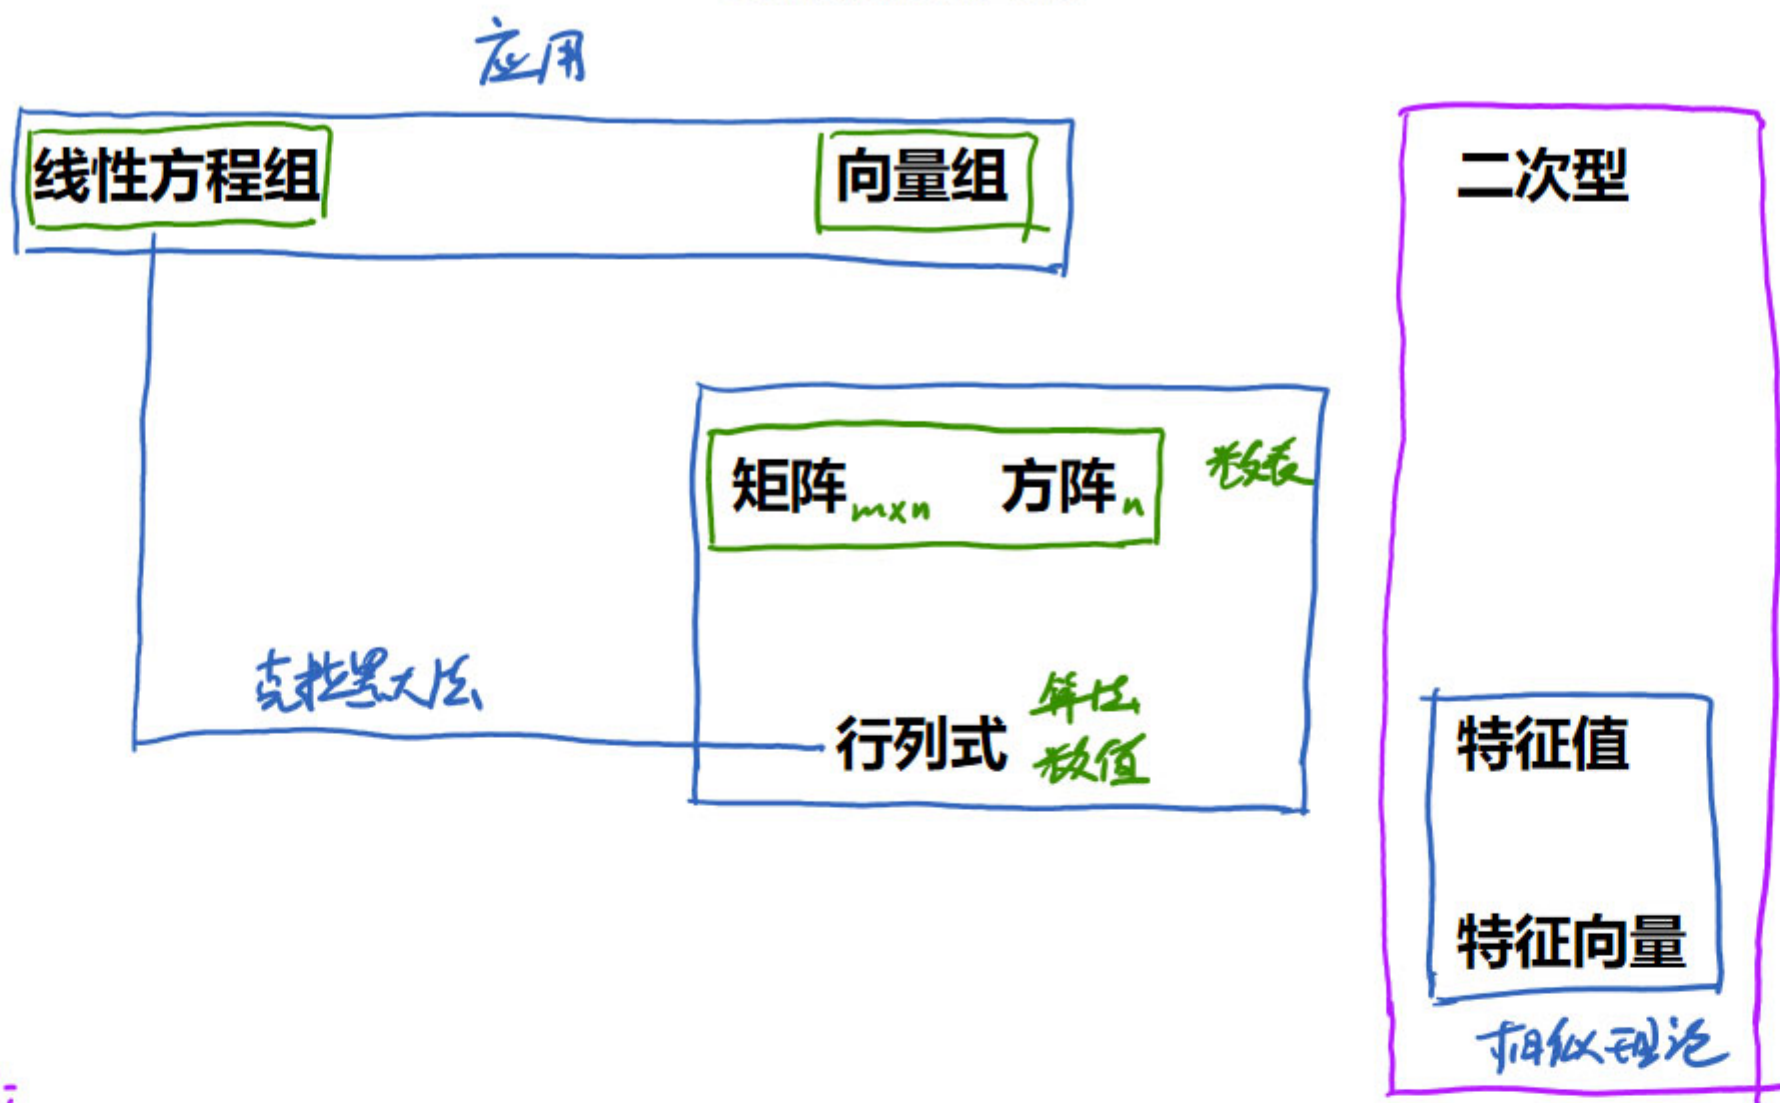 应用
线性方程组 向量组 二次型
矩阵m×n 方阵n 数表
克拉默大法
算法
行列式 数值 特征值
特征向量
相似理论